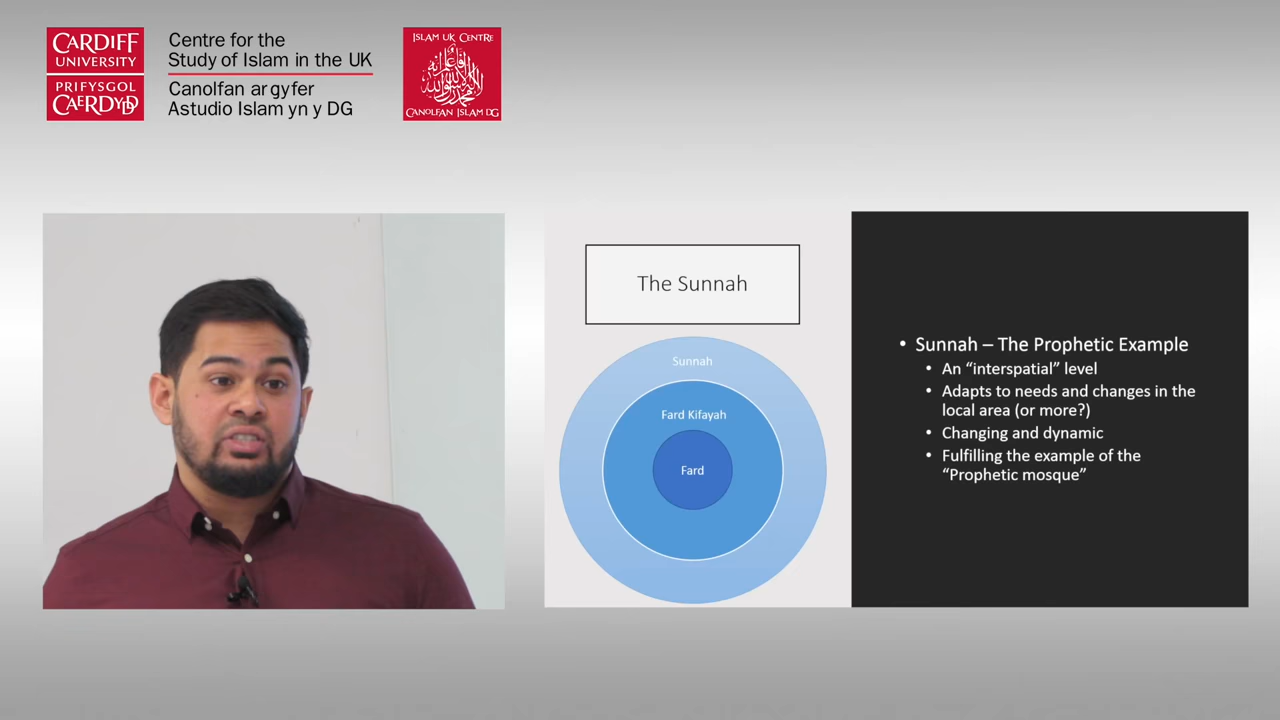 CARDIFF
UNIVERSITY
PRIFYSGOL
CAERDYDD
Centre for the
Study of Islam in the UK
Canolfan ar gyfer
Astudio Islam yn y DG
ISLAM UK CENTRE
CANOLFAN ISLAM DG
The Sunnah
Sunnah
Fard Kifayah
Fard
• Sunnah – The Prophetic Example
• An “interspatial” level
• Adapts to needs and changes in the
local area (or more?)
• Changing and dynamic
• Fulfilling the example of the
“Prophetic mosque”